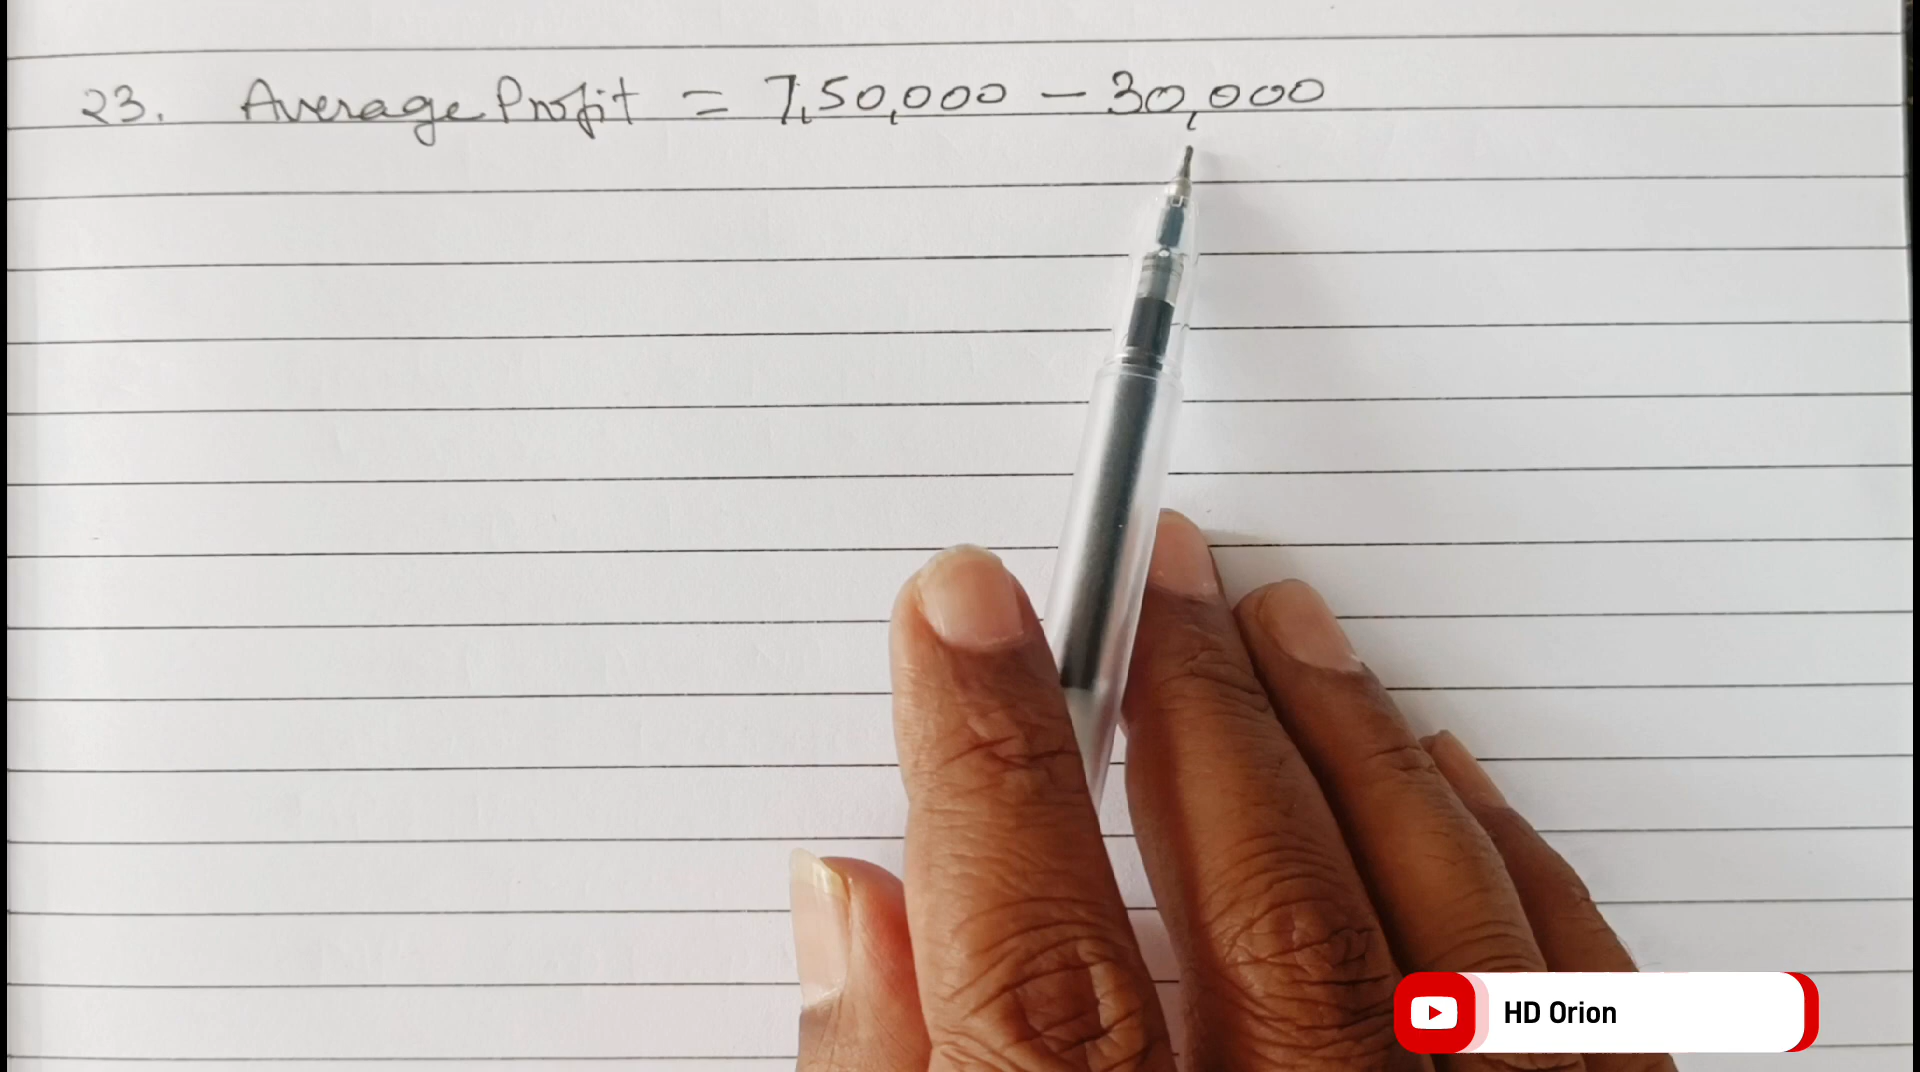 23. Average Profit = 7,50,000 - 30,000
HD Orion